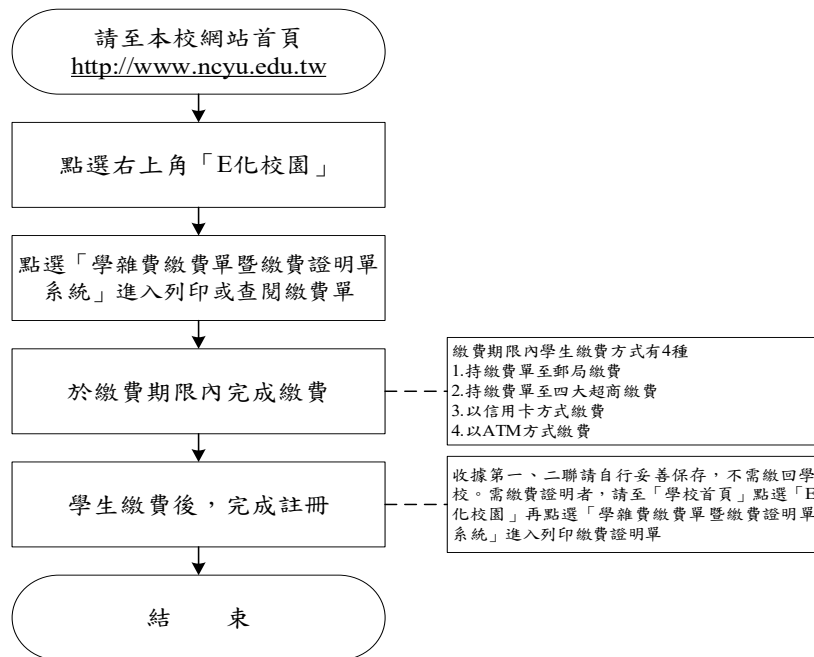 請至本校網站首頁
http://www.ncyu.edu.tw
點選右上角「E化校園」
點選「學雜費繳費單暨繳費證明單
系統」進入列印或查閱繳費單
於繳費期限內完成繳費
繳費期限內學生繳費方式有4種
1.持繳費單至郵局繳費
2.持繳費單至四大超商繳費
3.以信用卡方式繳費
4.以ATM方式繳費
學生繳費後，完成註冊
收據第一、二聯請自行妥善保存，不需繳回學
校。需繳費證明者，請至「學校首頁」點選「E
化校園」再點選「學雜費繳費單暨繳費證明單
系統」進入列印繳費證明單
結　　束